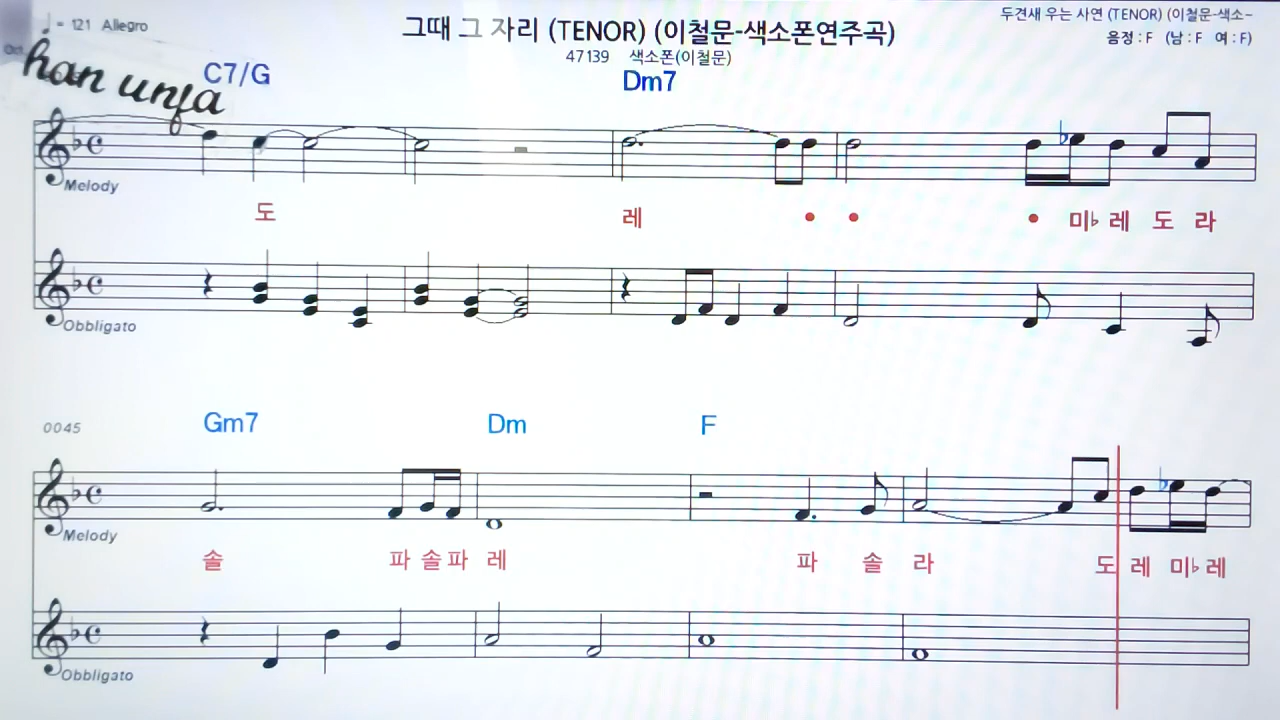 ♩= 121 Allegro
그때 그 자리 (TENOR) (이철문-색소폰연주곡)
두견새 우는 사연 (TENOR) (이철문-색소-
47139 색소폰(이철문)
음정 : F (남 : F 여 : F)
Oct.
han unja
C7/G Dm7
Melody
도 레 • • • 미♭ 레 도 라
Obbligato
0045
Gm7 Dm F
Melody
솔 파 솔 파 레 파 솔 라 도 레 미♭ 레
Obbligato